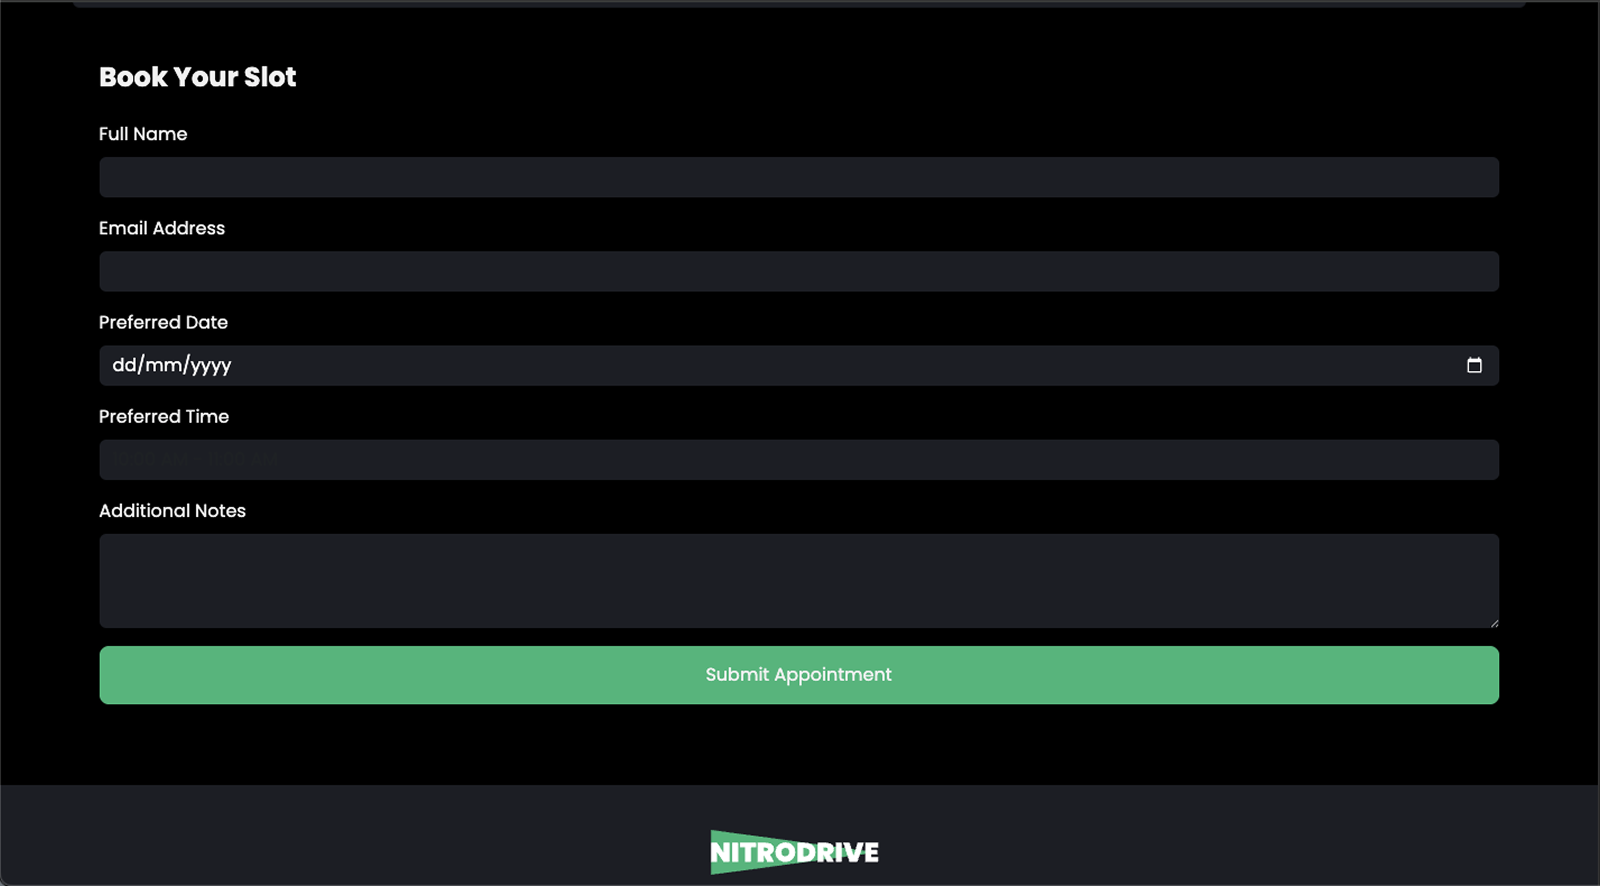 Book Your Slot
Full Name
Email Address
Preferred Date
dd/mm/yyyy
Preferred Time
Additional Notes
Submit Appointment
NITRODRIVE